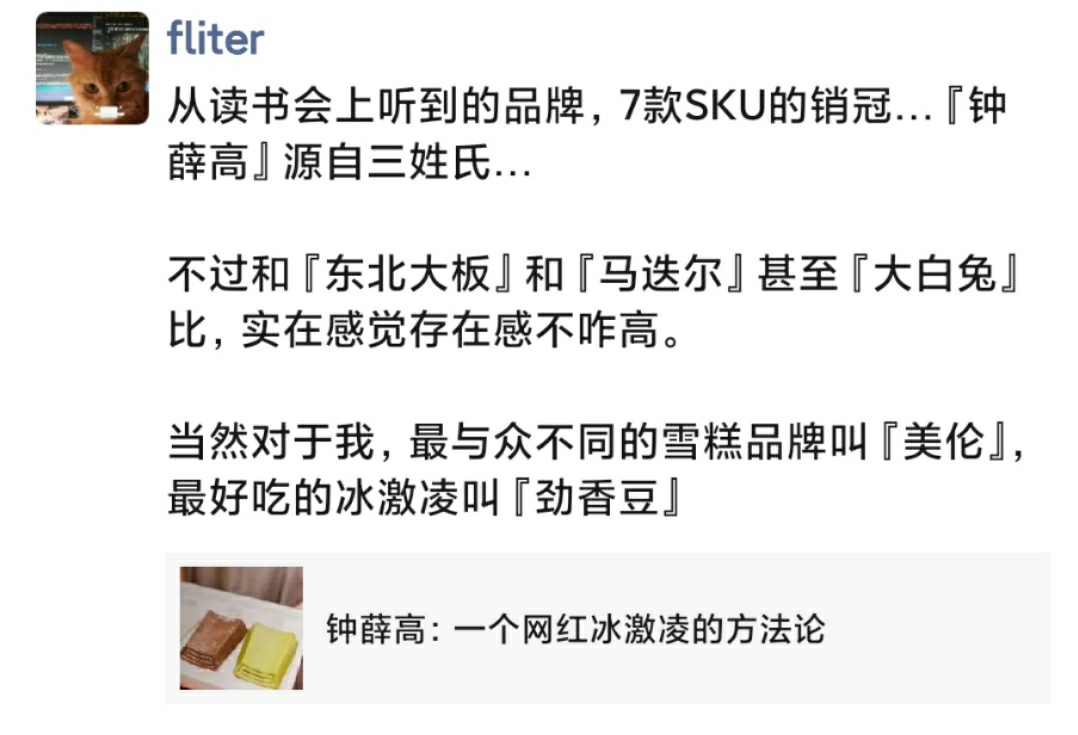 fliter
从读书会上听到的品牌，7款SKU的销冠...『钟
薛高』源自三姓氏...
不过和『东北大板』和『马迭尔』甚至『大白兔』
比，实在感觉存在感不咋高。
当然对于我，最与众不同的雪糕品牌叫『美伦』，
最好吃的冰激凌叫『劲香豆』
钟薛高：一个网红冰激凌的方法论